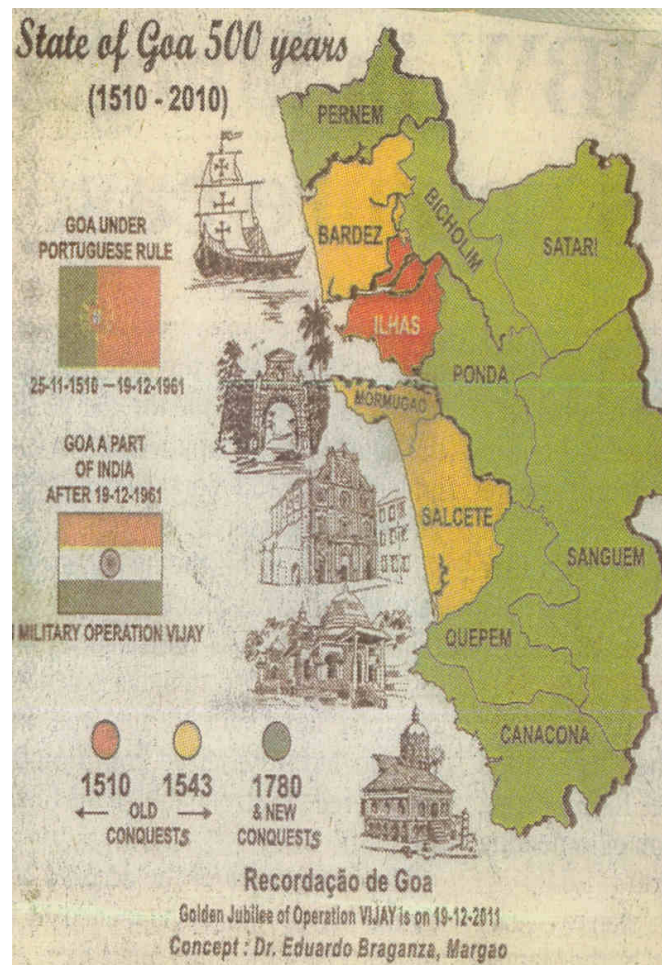 State of Goa 500 years
(1510 - 2010)
PERNEM
BARDEZ
BICHOLIM
SATARI
ILHAS
PONDA
MORMUGAO
SALCETE
SANGUEM
QUEPEM
CANACONA
GOA UNDER
PORTUGUESE RULE
25-11-1510 – 19-12-1961
GOA A PART
OF INDIA
AFTER 19-12-1961
MILITARY OPERATION VIJAY
1510 1543 1780
OLD
CONQUESTS
& NEW
CONQUESTS
Recordação de Goa
Golden Jubilee of Operation VIJAY is on 19-12-2011
Concept : Dr. Eduardo Braganza, Margao